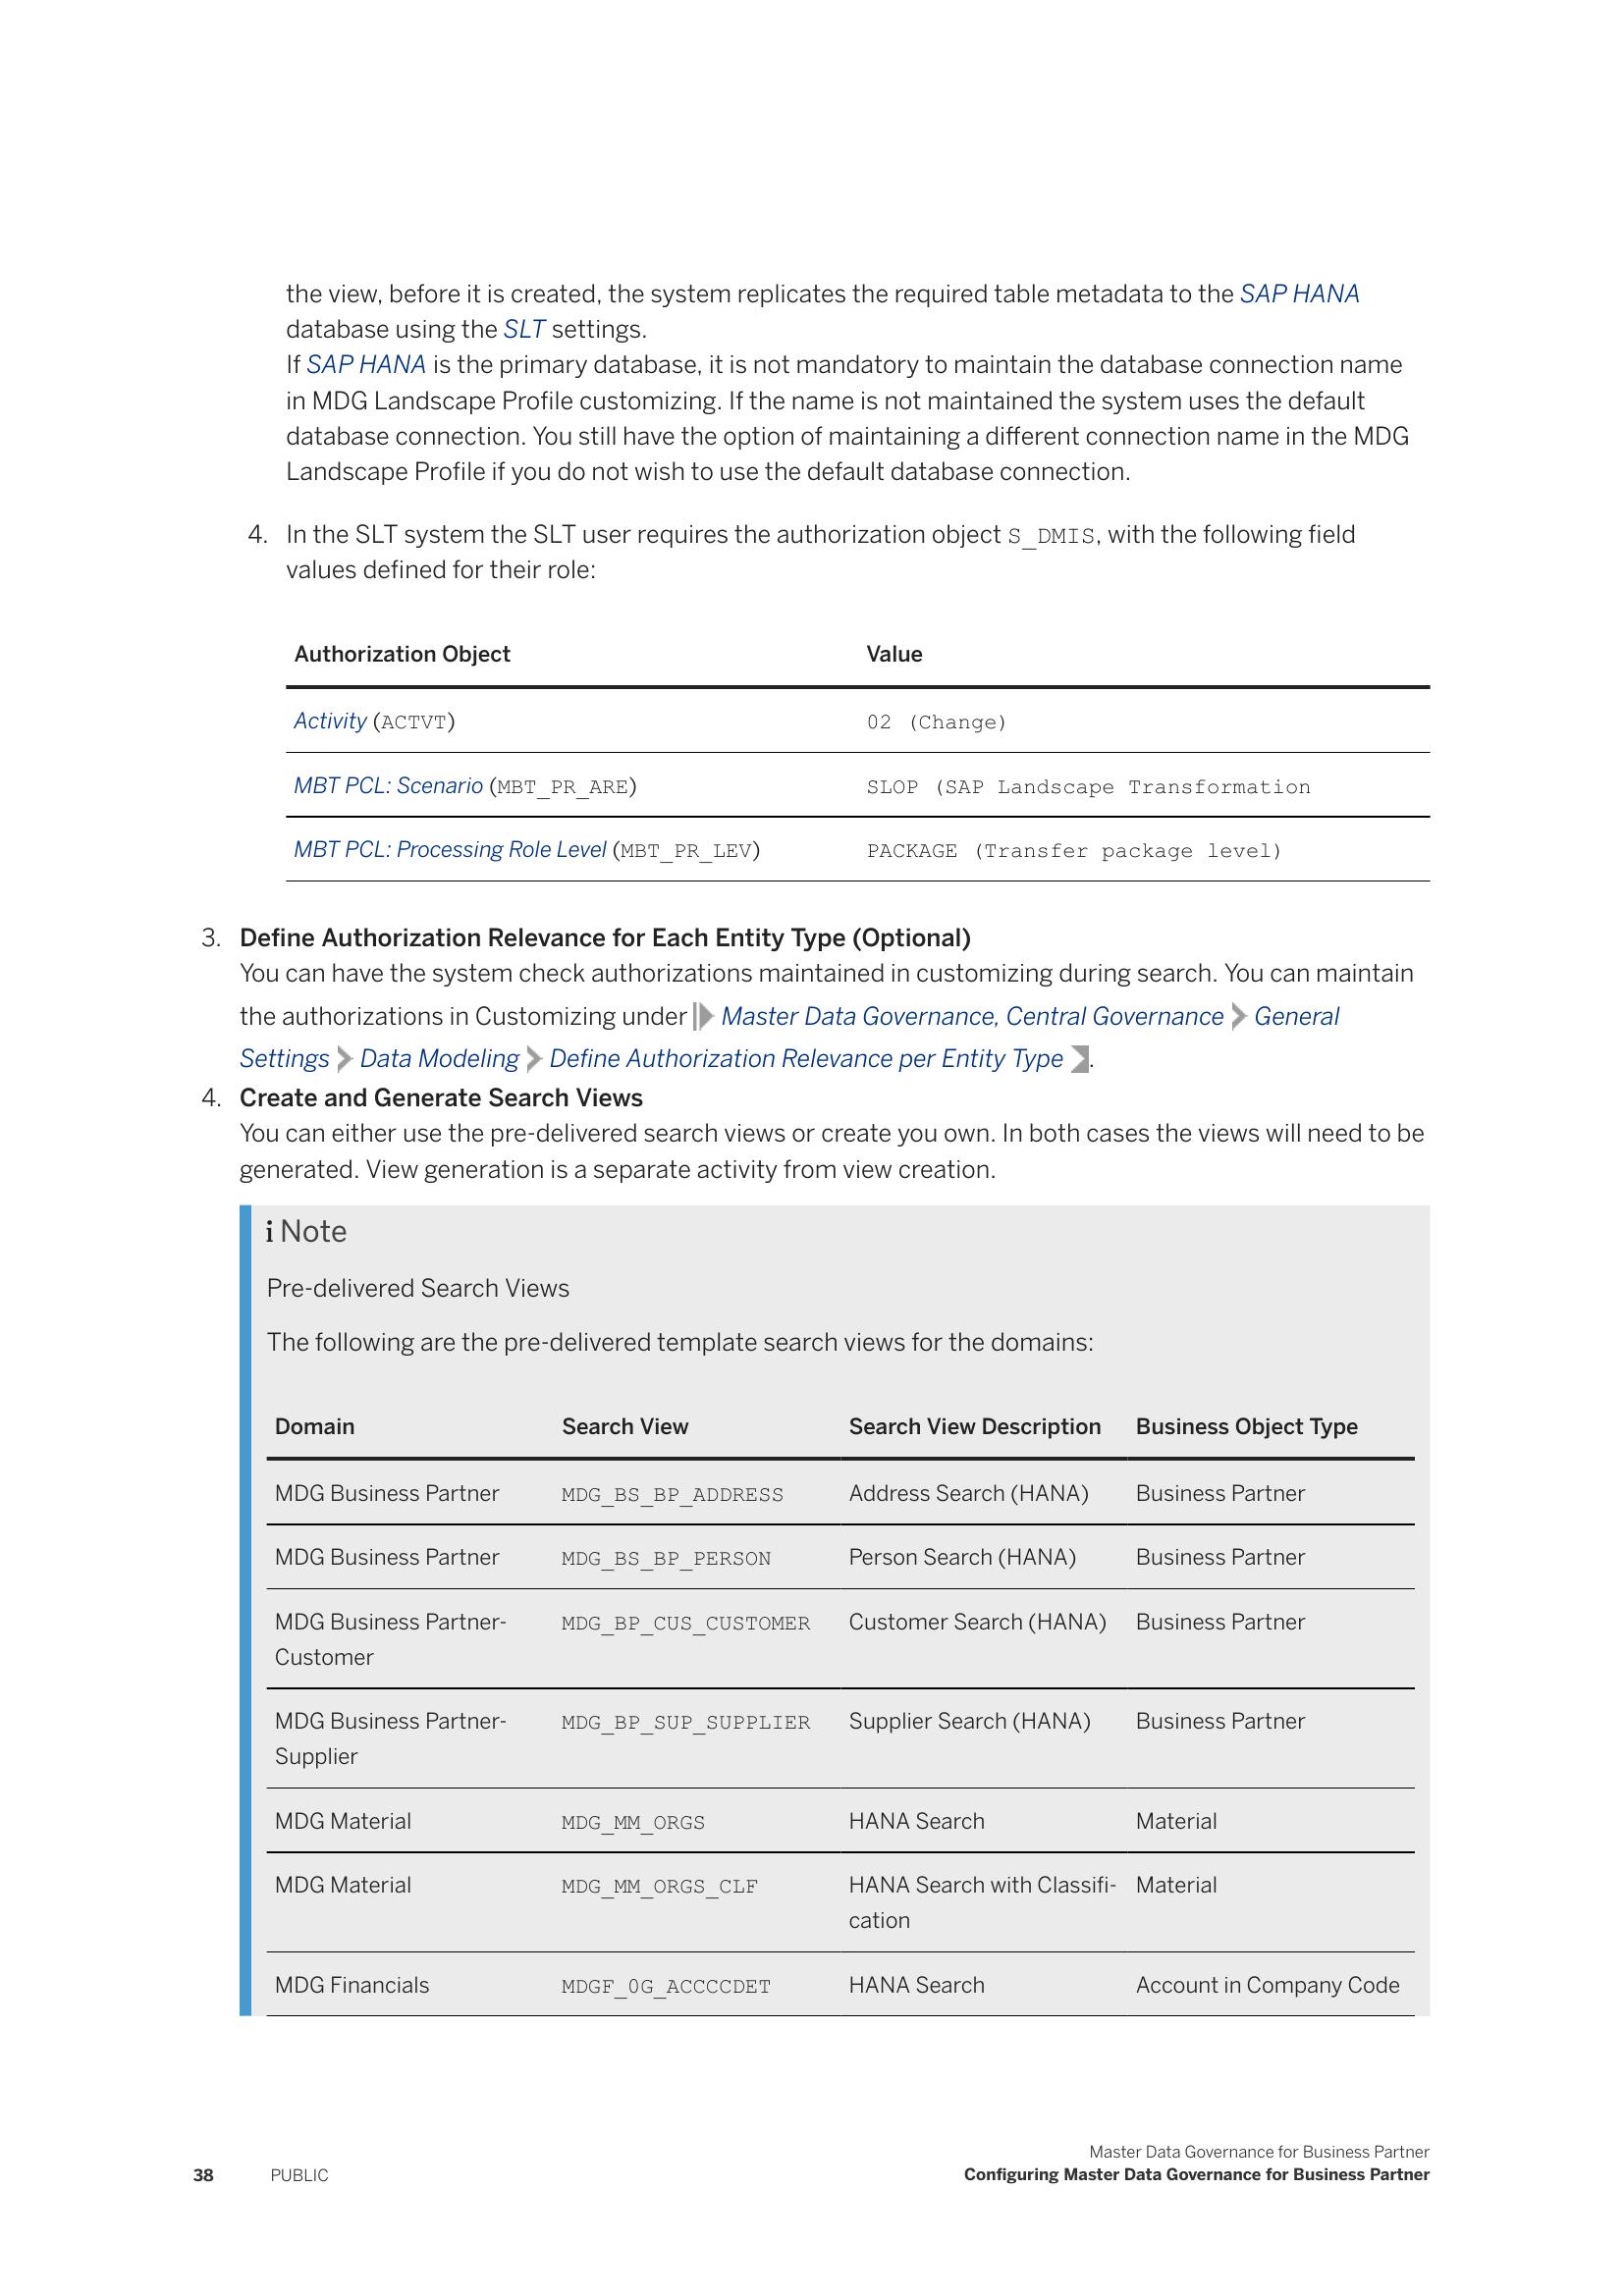 the view, before it is created, the system replicates the required table metadata to the SAP HANA
database using the SLT settings.
If SAP HANA is the primary database, it is not mandatory to maintain the database connection name
in MDG Landscape Profile customizing. If the name is not maintained the system uses the default
database connection. You still have the option of maintaining a different connection name in the MDG
Landscape Profile if you do not wish to use the default database connection.
4. In the SLT system the SLT user requires the authorization object S_DMIS, with the following field
values defined for their role:
Authorization Object Value
Activity (ACTVT) 02 (Change)
MBT PCL: Scenario (MBT_PR_ARE) SLOP (SAP Landscape Transformation
MBT PCL: Processing Role Level (MBT_PR_LEV) PACKAGE (Transfer package level)
3. Define Authorization Relevance for Each Entity Type (Optional)
You can have the system check authorizations maintained in customizing during search. You can maintain
the authorizations in Customizing under Master Data Governance, Central Governance General
Settings Data Modeling Define Authorization Relevance per Entity Type .
4. Create and Generate Search Views
You can either use the pre-delivered search views or create you own. In both cases the views will need to be
generated. View generation is a separate activity from view creation.
i Note
Pre-delivered Search Views
The following are the pre-delivered template search views for the domains:
Domain Search View Search View Description Business Object Type
MDG Business Partner MDG_BS_BP_ADDRESS Address Search (HANA) Business Partner
MDG Business Partner MDG_BS_BP_PERSON Person Search (HANA) Business Partner
MDG Business Partner- MDG_BP_CUS_CUSTOMER Customer Search (HANA) Business Partner
Customer
MDG Business Partner- MDG_BP_SUP_SUPPLIER Supplier Search (HANA) Business Partner
Supplier
MDG Material MDG_MM_ORGS HANA Search Material
MDG Material MDG_MM_ORGS_CLF HANA Search with Classifi- Material
cation
MDG Financials MDGF_0G_ACCCCDET HANA Search Account in Company Code
Master Data Governance for Business Partner
38 PUBLIC Configuring Master Data Governance for Business Partner